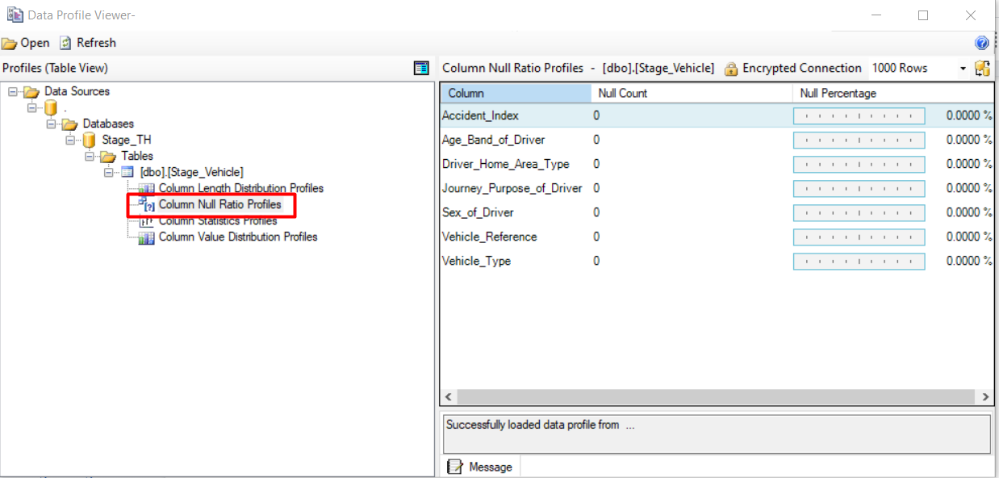 Data Profile Viewer-
Open Refresh
Profiles (Table View)
Data Sources
.
Databases
Stage_TH
Tables
[dbo].[Stage_Vehicle]
Column Length Distribution Profiles
Column Null Ratio Profiles
Column Statistics Profiles
Column Value Distribution Profiles
Column Null Ratio Profiles - [dbo].[Stage_Vehicle] Encrypted Connection 1000 Rows
Column Null Count Null Percentage
Accident_Index 0 0.0000 %
Age_Band_of_Driver 0 0.0000 %
Driver_Home_Area_Type 0 0.0000 %
Journey_Purpose_of_Driver 0 0.0000 %
Sex_of_Driver 0 0.0000 %
Vehicle_Reference 0 0.0000 %
Vehicle_Type 0 0.0000 %
Successfully loaded data profile from ...
Message